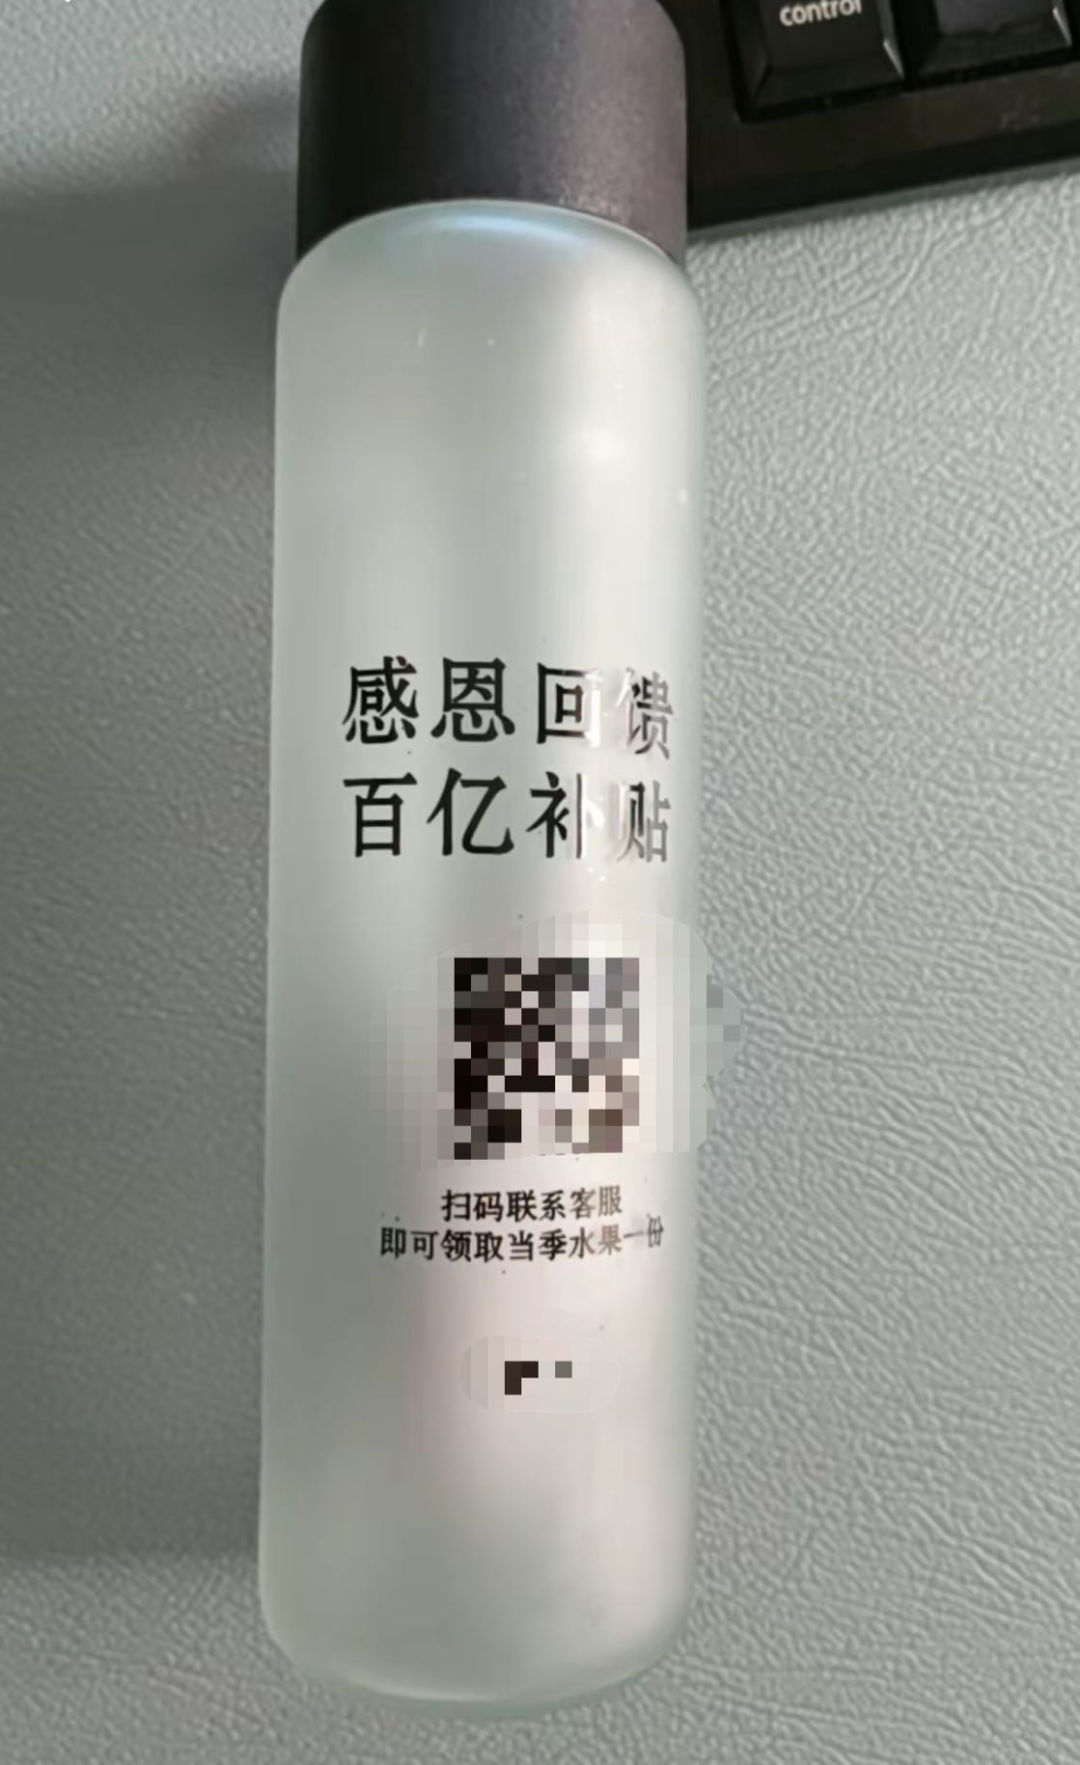 control
感恩回馈
百亿补贴
扫码联系客服
即可领取当季水果一份